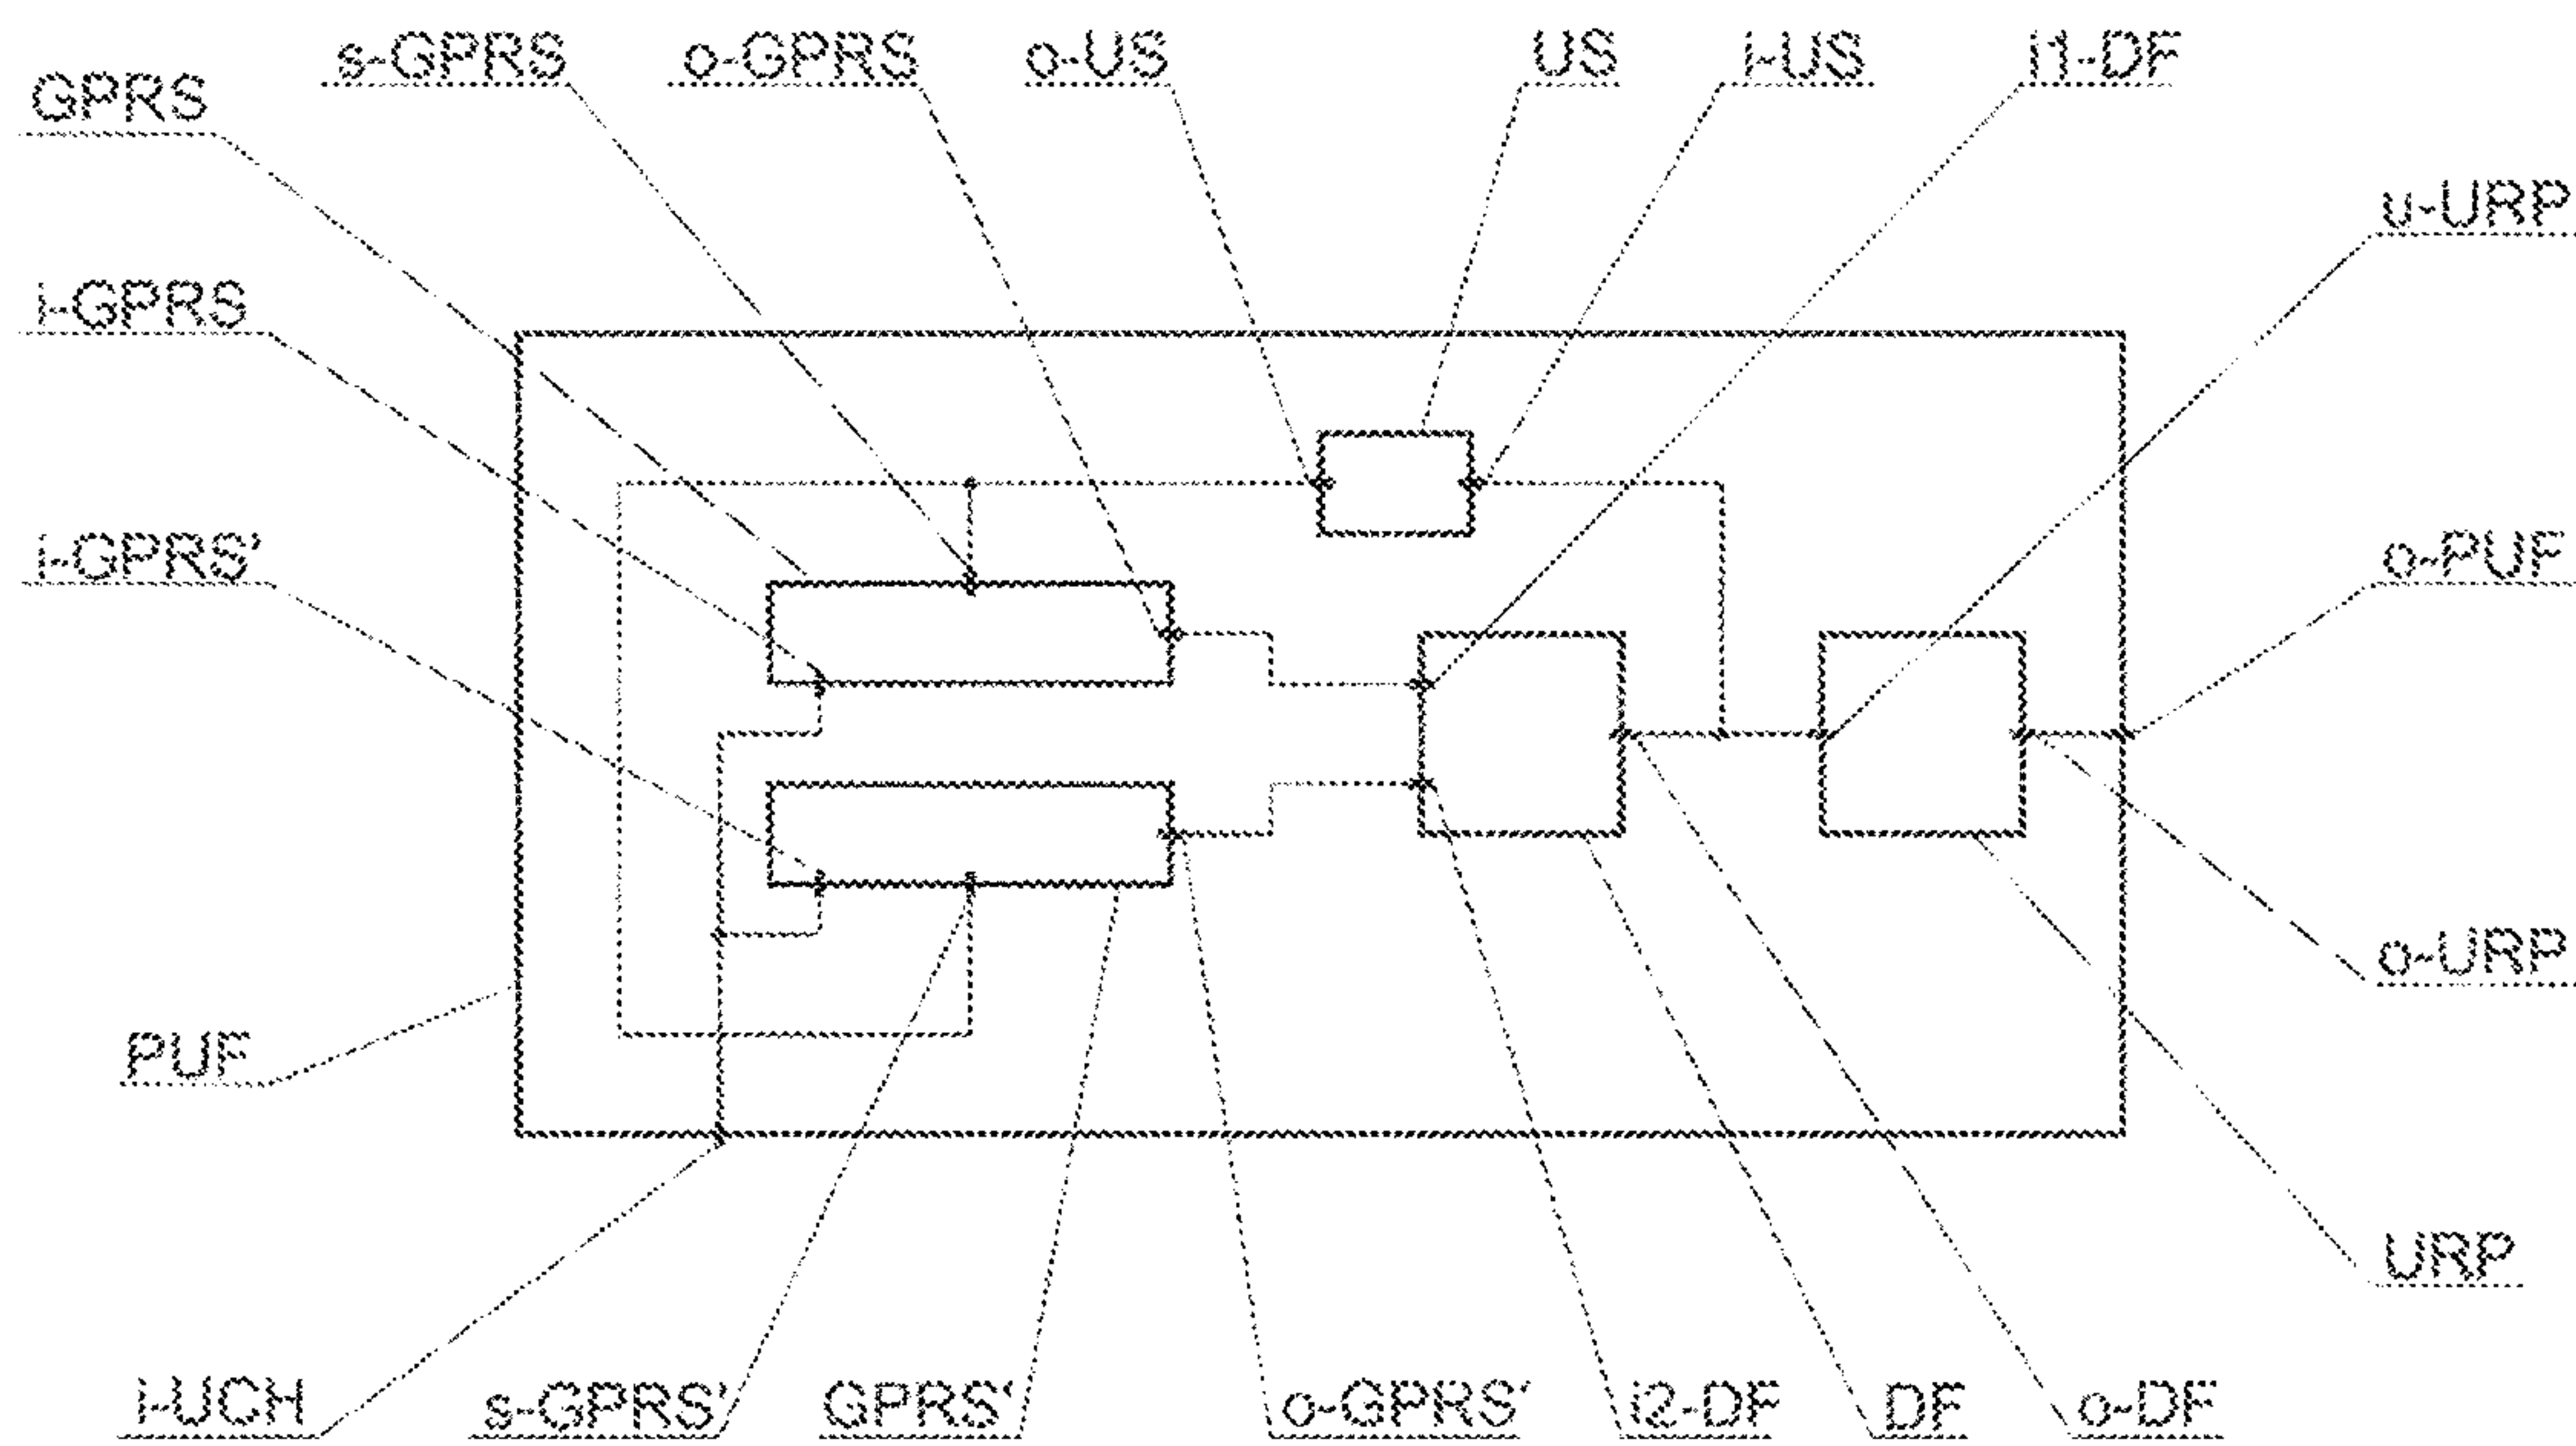 s-GPRS
o-GPRS
o-US
US
i-US
i1-DF
GPRS
u-URP
i-GPRS
i-GPRS'
o-PUF
o-URP
PUF
URP
i-UCH
s-GPRS'
GPRS'
o-GPRS'
i2-DF
DF
o-DF